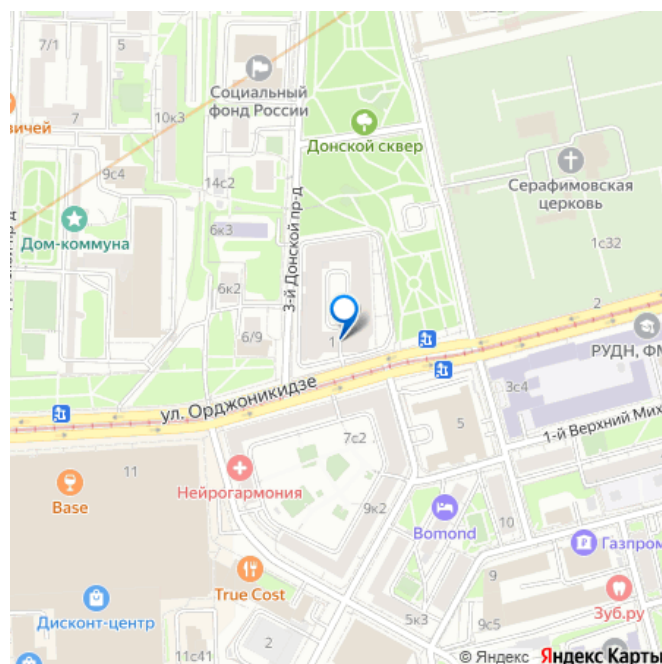 7/1
5
Социальный
фонд России
10к3
7
вичей
Донской сквер
9с4
14с2
Серафимовская
церковь
Дом-коммуна
6к3
1с32
3-й Донской пр-д
6к2
2
6/9
1
РУДН, ФМ
ул. Орджоникидзе
3с4
1-й Верхний Мих
7с2
5
11
Нейрогармония
Base
9к2
Bomond
10
Газпром
True Cost
9
Дисконт-центр
Зуб.ру
5к3
9с5
2
11с41
© Яндекс Яндекс Карты